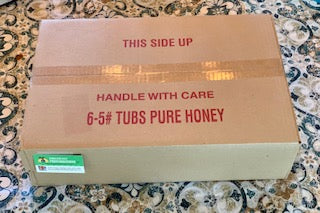 THIS SIDE UP
HANDLE WITH CARE
6-5# TUBS PURE HONEY